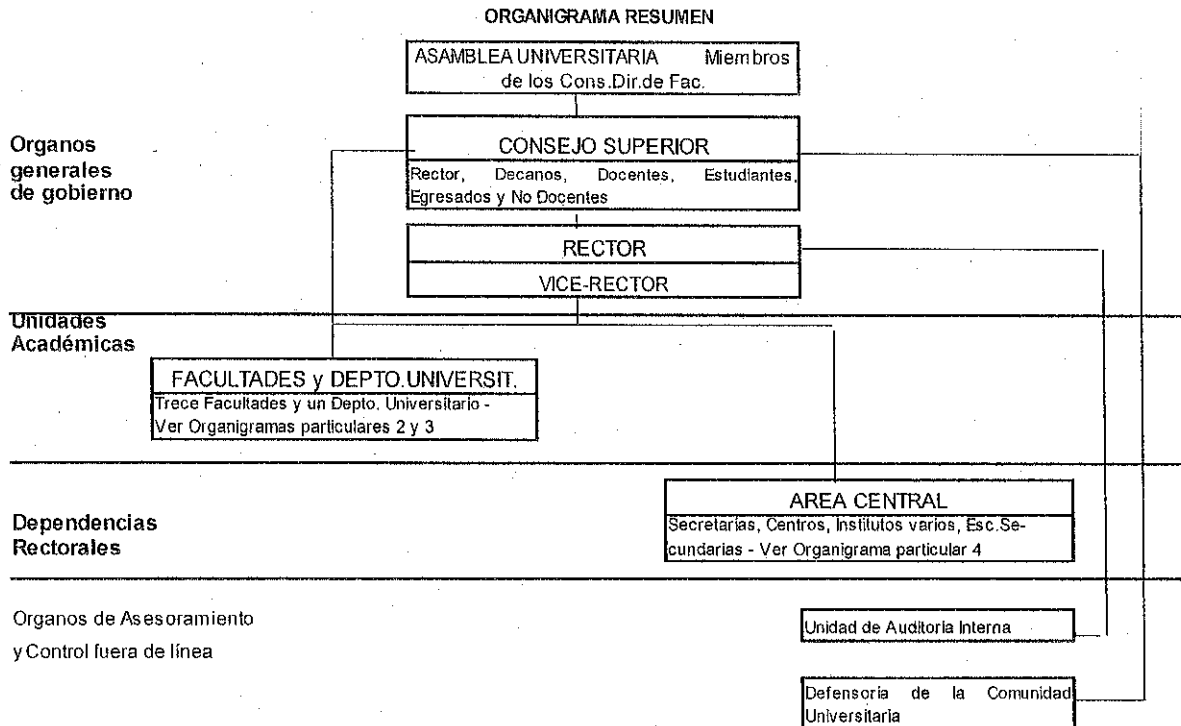 ORGANIGRAMA RESUMEN
ASAMBLEA UNIVERSITARIA Miembros
de los Cons.Dir.de Fac.
Organos
generales
de gobierno
CONSEJO SUPERIOR
Rector, Decanos, Docentes, Estudiantes,
Egresados y No Docentes
RECTOR
VICE-RECTOR
Unidades
Académicas
FACULTADES y DEPTO.UNIVERSIT.
Trece Facultades y un Depto. Universitario -
Ver Organigramas particulares 2 y 3
Dependencias
Rectorales
AREA CENTRAL
Secretarías, Centros, Institutos varios, Esc.Se-
cundarias - Ver Organigrama particular 4
Organos de Asesoramiento
y Control fuera de línea
Unidad de Auditoria Interna
Defensoria de la Comunidad
Universitaria